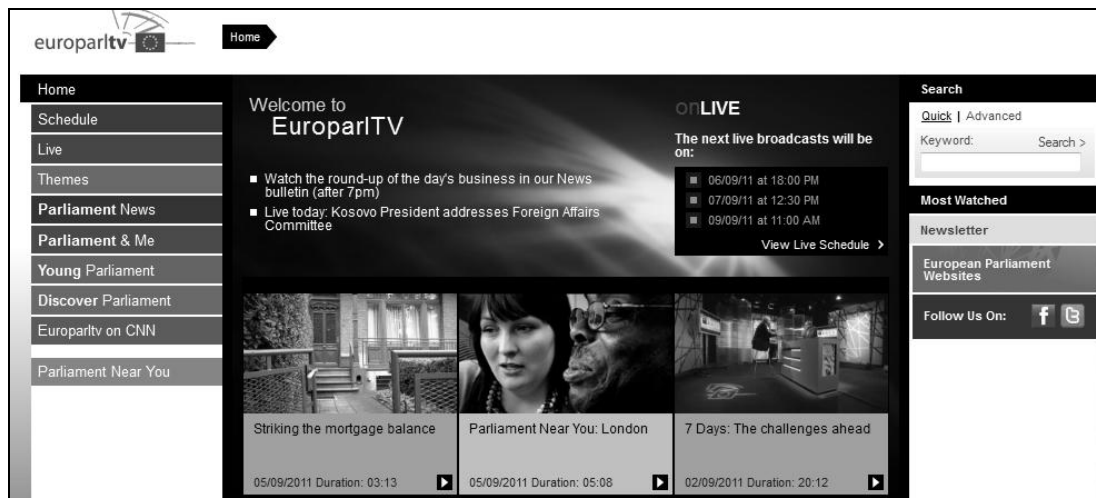 europarltv
Home
Home
Schedule
Live
Themes
Parliament News
Parliament & Me
Young Parliament
Discover Parliament
Europarltv on CNN
Parliament Near You
Welcome to
EuroparlTV
Watch the round-up of the day's business in our News
bulletin (after 7pm)
Live today: Kosovo President addresses Foreign Affairs
Committee
onLIVE
The next live broadcasts will be
on:
06/09/11 at 18:00 PM
07/09/11 at 12:30 PM
09/09/11 at 11:00 AM
View Live Schedule >
Striking the mortgage balance
05/09/2011 Duration: 03:13
Parliament Near You: London
05/09/2011 Duration: 05:08
7 Days: The challenges ahead
02/09/2011 Duration: 20:12
Search
Quick | Advanced
Keyword: Search >
Most Watched
Newsletter
European Parliament
Websites
Follow Us On: